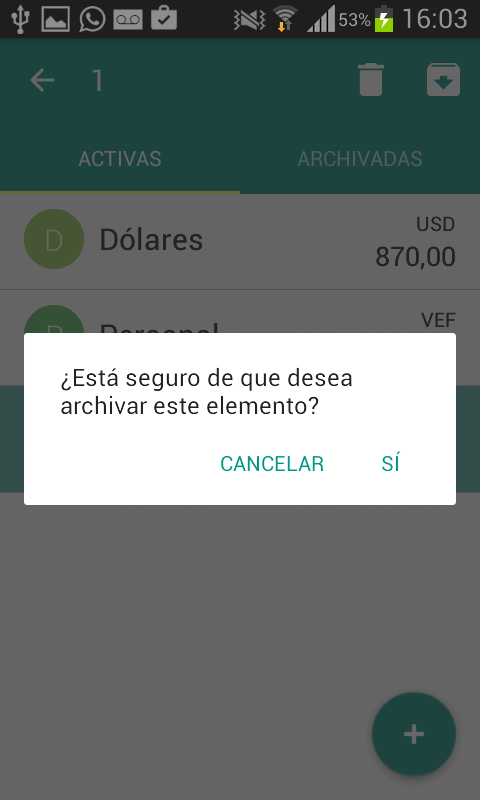 53% 16:03
1
ACTIVAS ARCHIVADAS
D Dólares USD
870,00
D Personal VEF
¿Está seguro de que desea
archivar este elemento?
CANCELAR SÍ
+